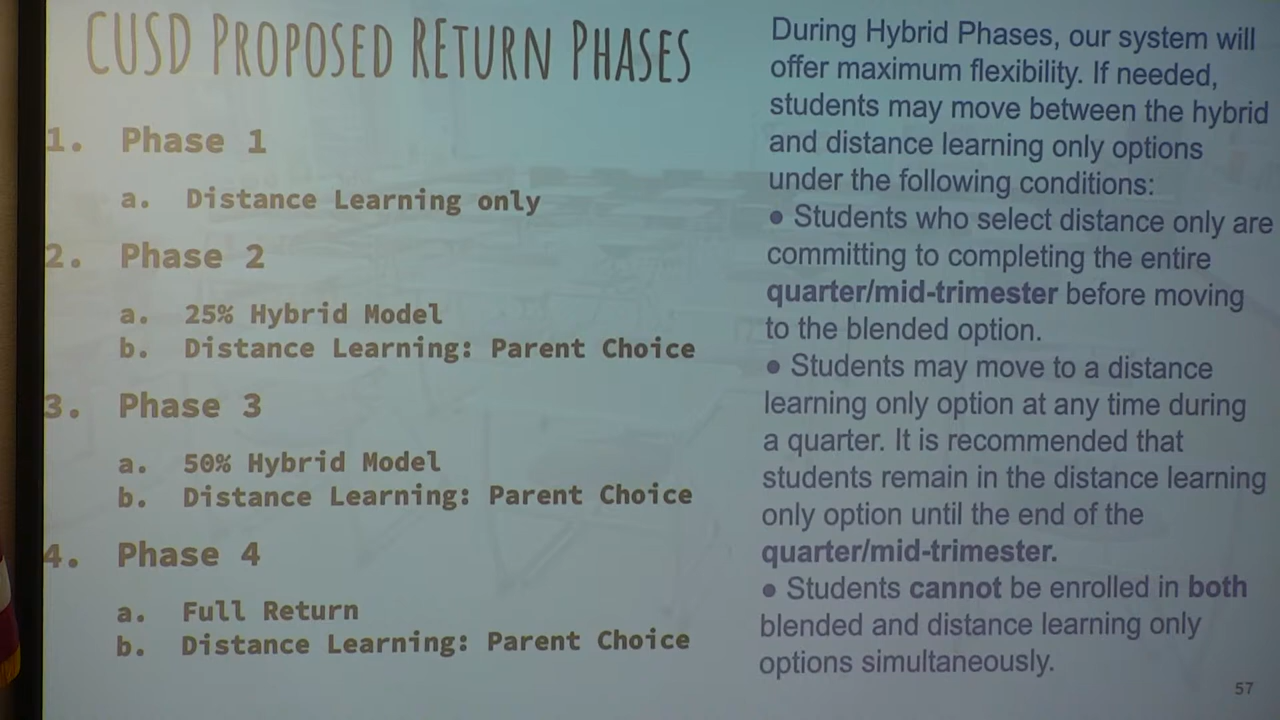 CUSD PROPOSED RETURN PHASES
1. Phase 1
a. Distance Learning only
2. Phase 2
a. 25% Hybrid Model
b. Distance Learning: Parent Choice
3. Phase 3
a. 50% Hybrid Model
b. Distance Learning: Parent Choice
4. Phase 4
a. Full Return
b. Distance Learning: Parent Choice
During Hybrid Phases, our system will
offer maximum flexibility. If needed,
students may move between the hybrid
and distance learning only options
under the following conditions:
● Students who select distance only are
committing to completing the entire
quarter/mid-trimester before moving
to the blended option.
● Students may move to a distance
learning only option at any time during
a quarter. It is recommended that
students remain in the distance learning
only option until the end of the
quarter/mid-trimester.
● Students cannot be enrolled in both
blended and distance learning only
options simultaneously.
57